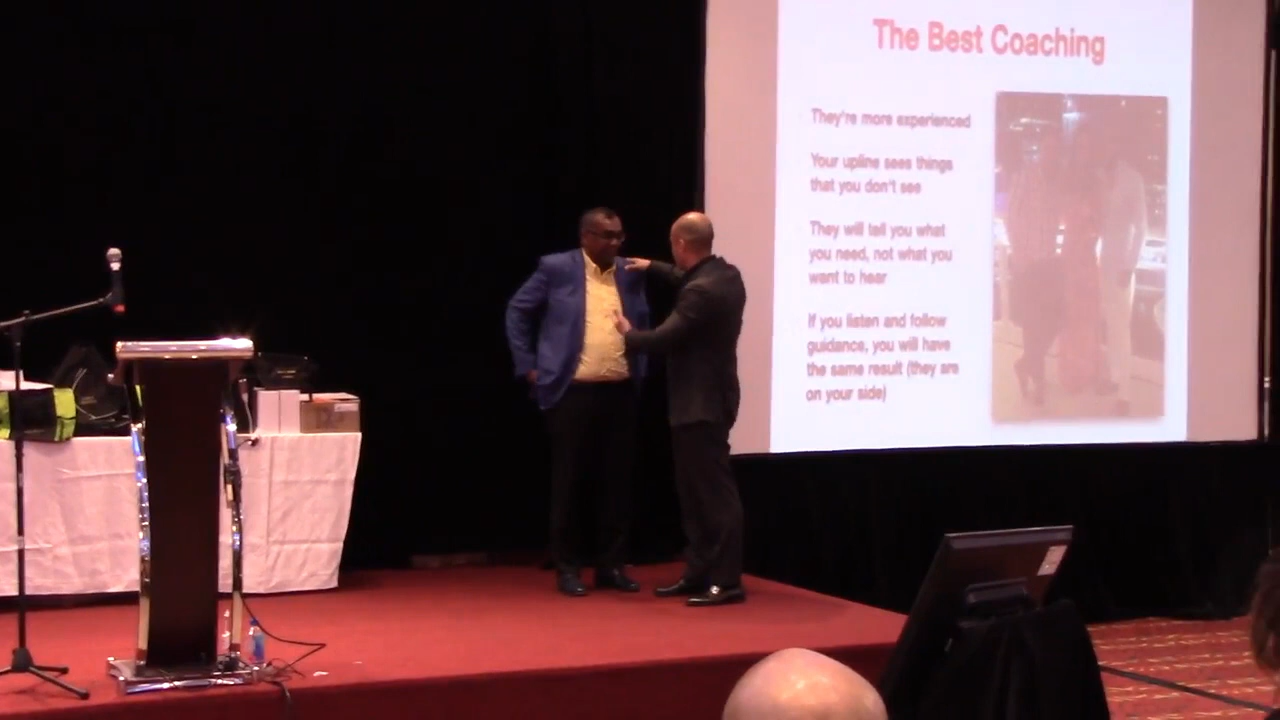 The Best Coaching
They're more experienced
Your upline sees things
that you don't see
They will tell you what
you need, not what you
want to hear
If you listen and follow
guidance, you will have
the same result (they are
on your side)